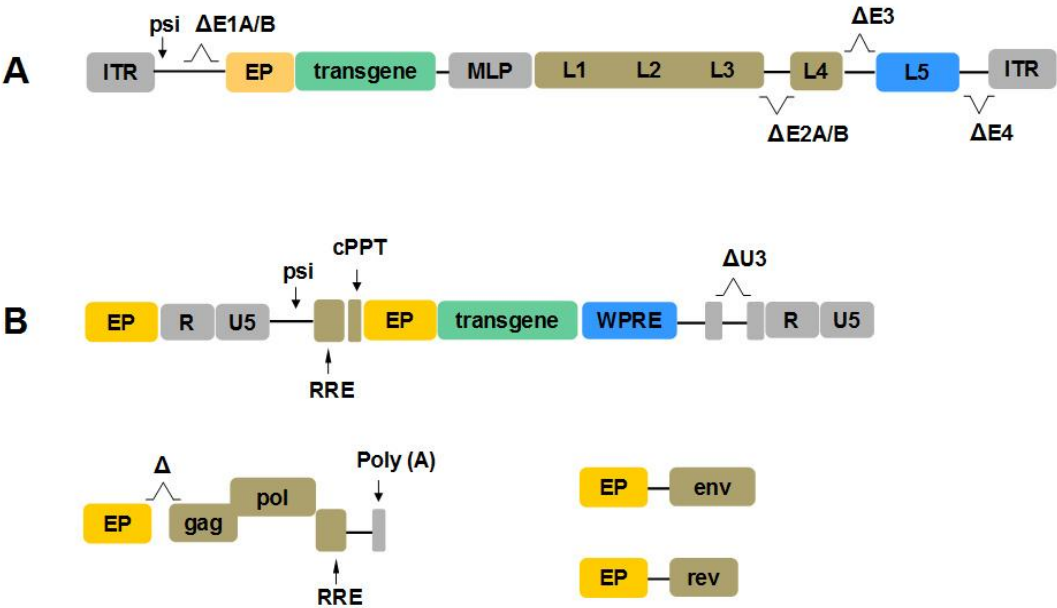 psi ΔE1A/B ΔE3
A ITR EP transgene MLP L1 L2 L3 L4 L5 ITR
ΔE2A/B ΔE4
cPPT
psi ΔU3
B EP R U5 EP transgene WPRE R U5
RRE
Δ Poly (A)
pol EP env
EP gag
RRE EP rev